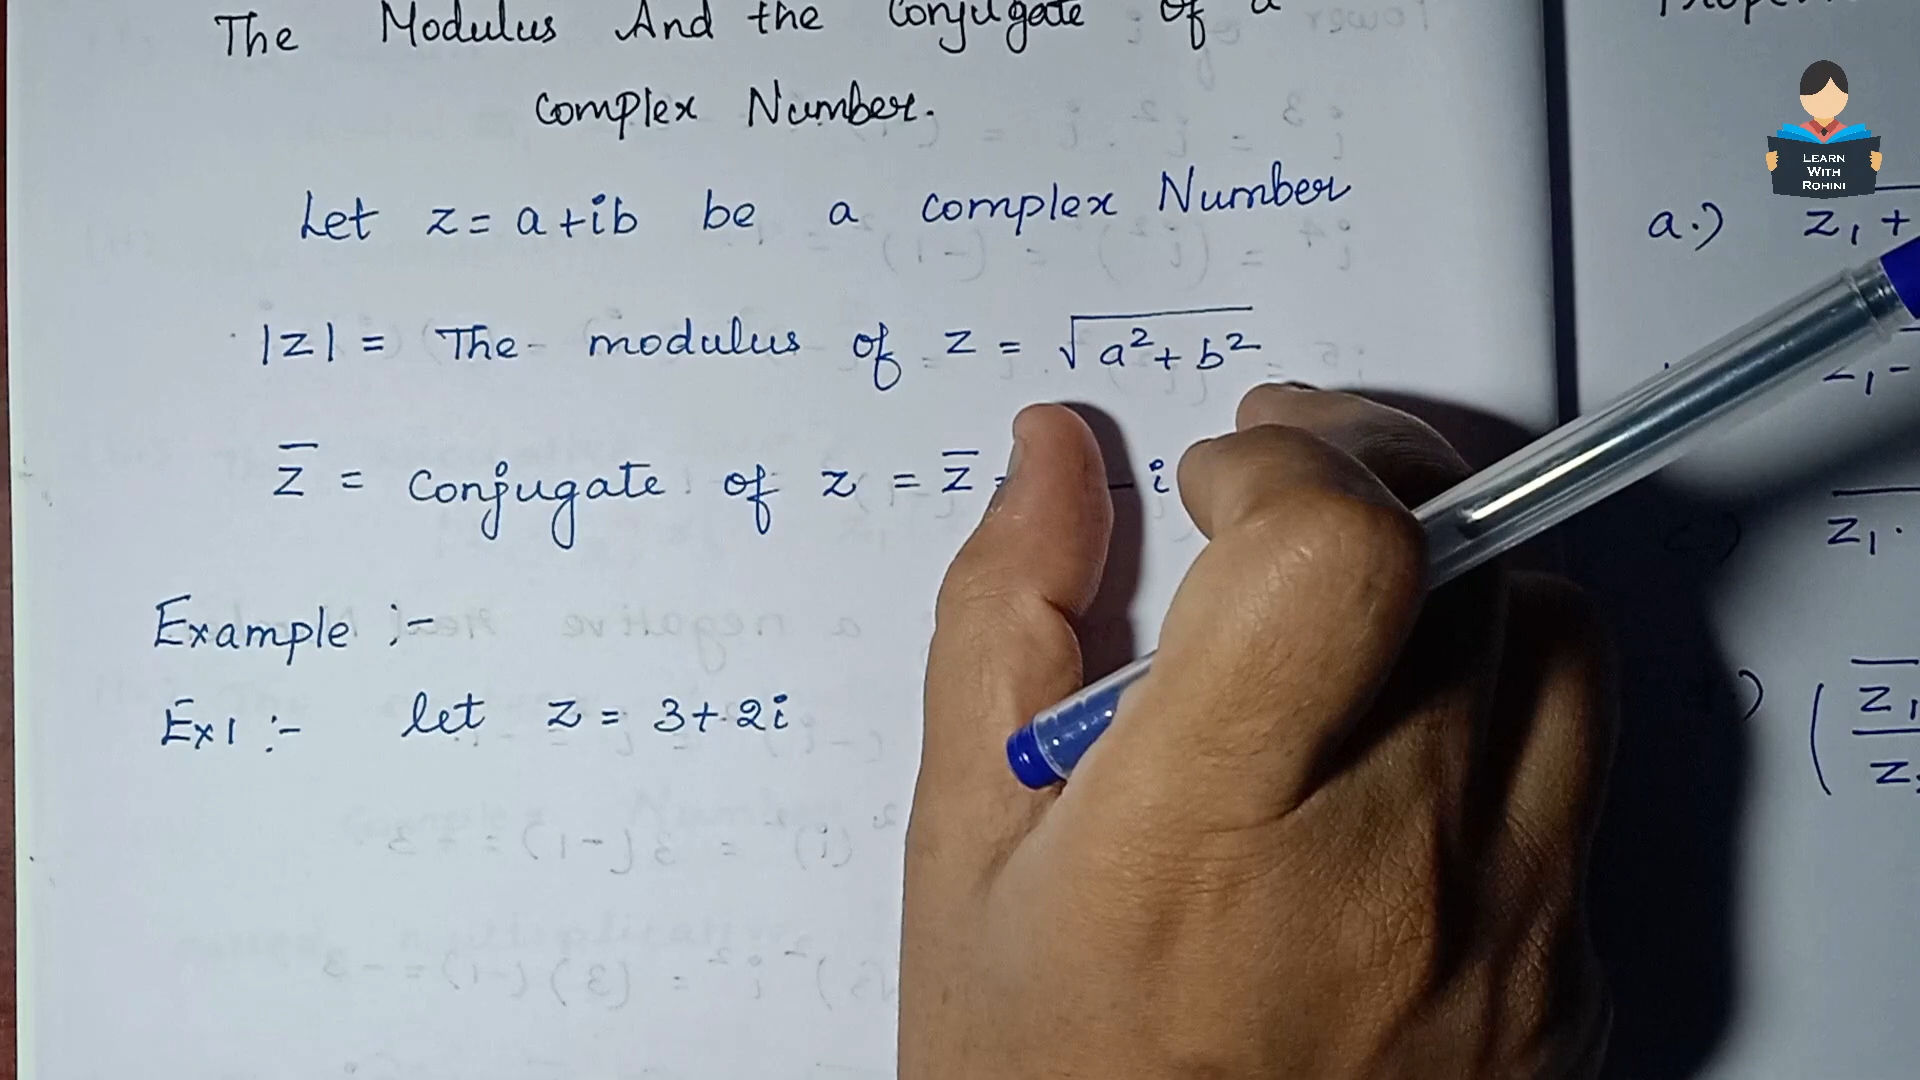 The Modulus And the Conjugate Of a
Complex Number.
Let z = a+ib be a complex Number
|z| = The modulus of z = √a²+b²
z̅ = Conjugate of z = z̅ = - i
Example :-
Ex1 :- let z = 3+2i
LEARN
With
ROHINI
a.) z₁ +
z₁ -
z₁ .
) ( z₁
z